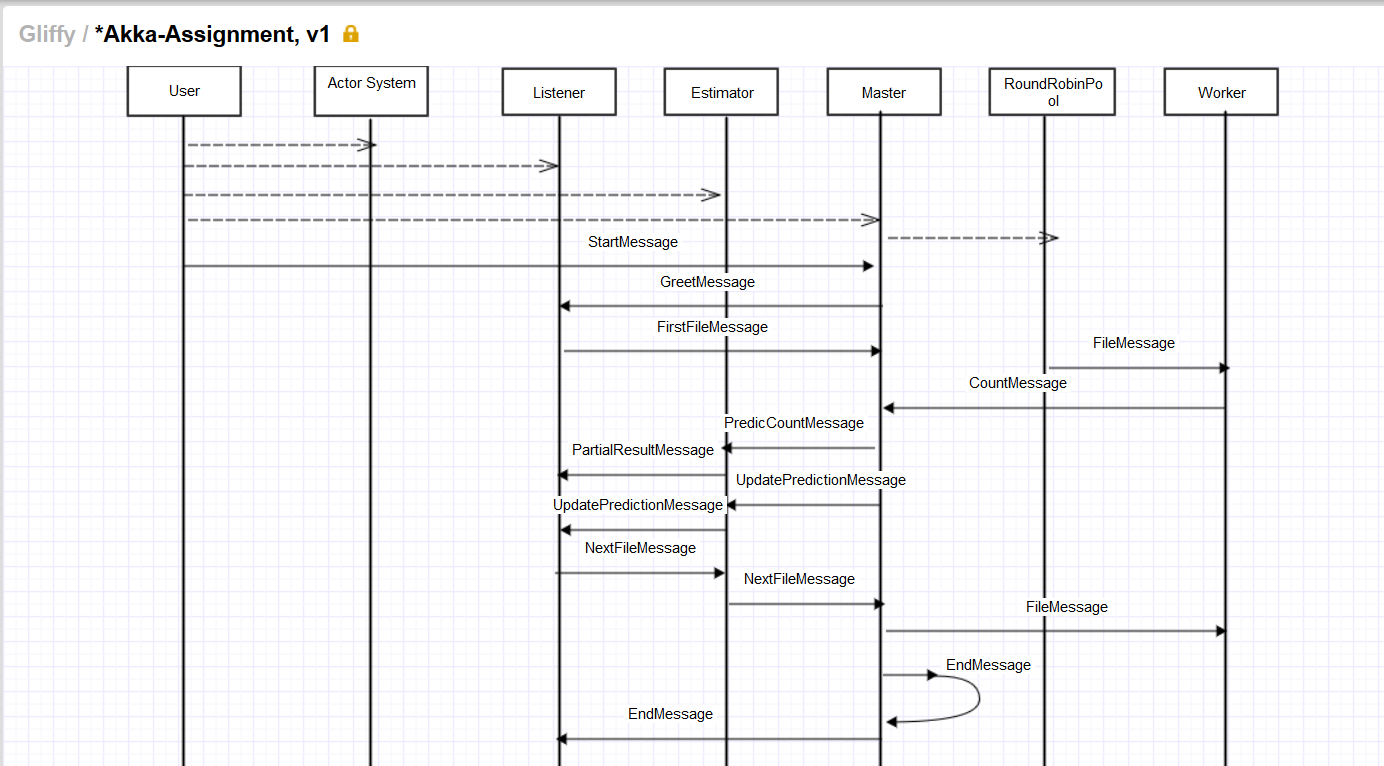 Gliffy / *Akka-Assignment, v1
User
Actor System
Listener
Estimator
Master
RoundRobinPo
ol
Worker
StartMessage
GreetMessage
FirstFileMessage
FileMessage
CountMessage
PredicCountMessage
PartialResultMessage
UpdatePredictionMessage
UpdatePredictionMessage
NextFileMessage
NextFileMessage
FileMessage
EndMessage
EndMessage